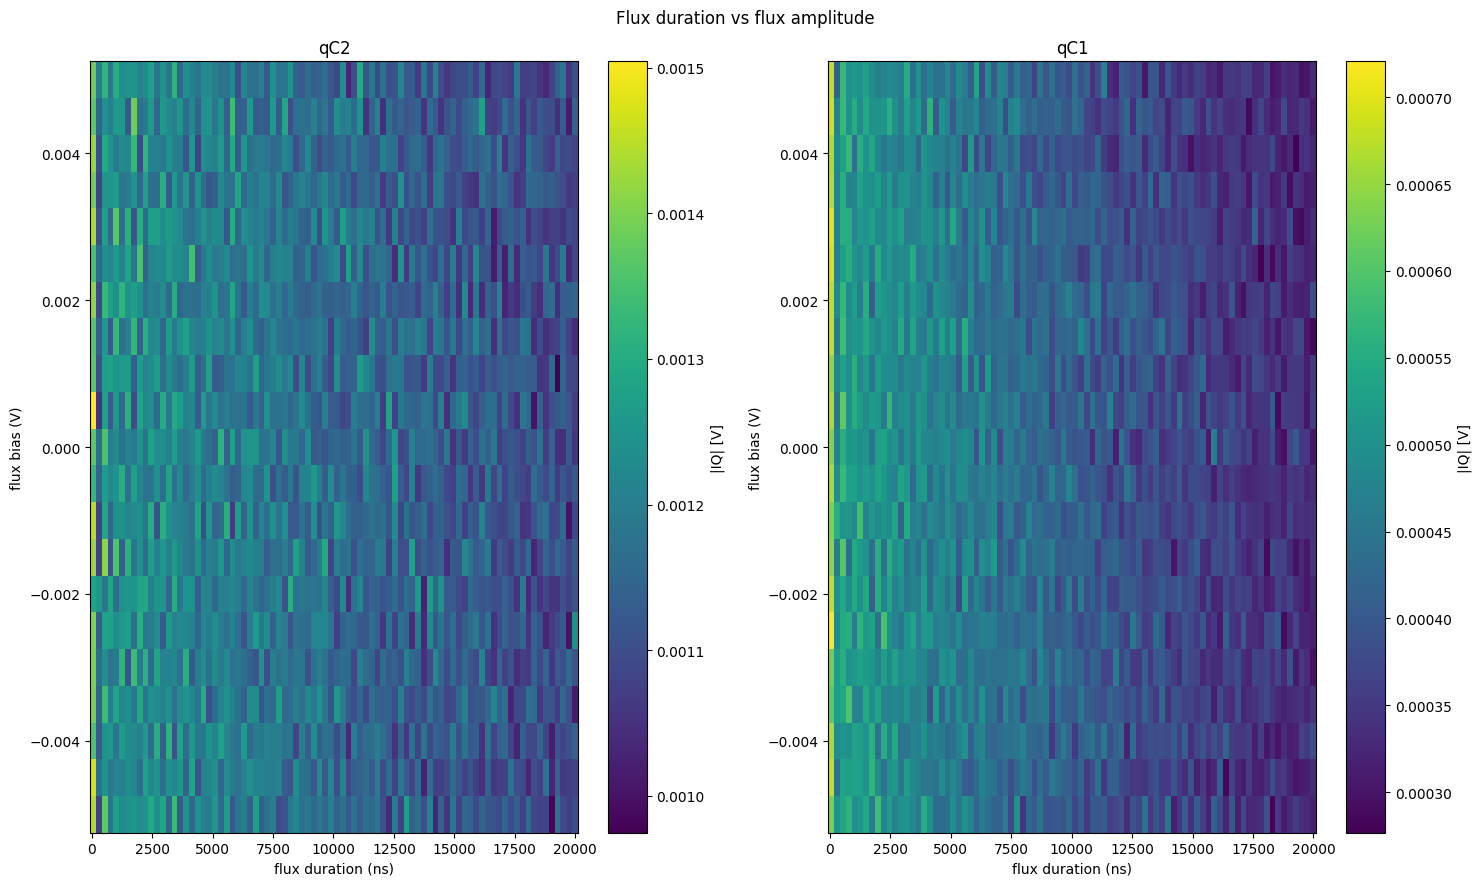 Flux duration vs flux amplitude
qC2
flux bias (V)
0.004
0.002
0.000
−0.002
−0.004
0 2500 5000 7500 10000 12500 15000 17500 20000
flux duration (ns)
0.0015
0.0014
0.0013
0.0012
0.0011
0.0010
|IQ| [V]
qC1
flux bias (V)
0.004
0.002
0.000
−0.002
−0.004
0 2500 5000 7500 10000 12500 15000 17500 20000
flux duration (ns)
0.00070
0.00065
0.00060
0.00055
0.00050
0.00045
0.00040
0.00035
0.00030
|IQ| [V]